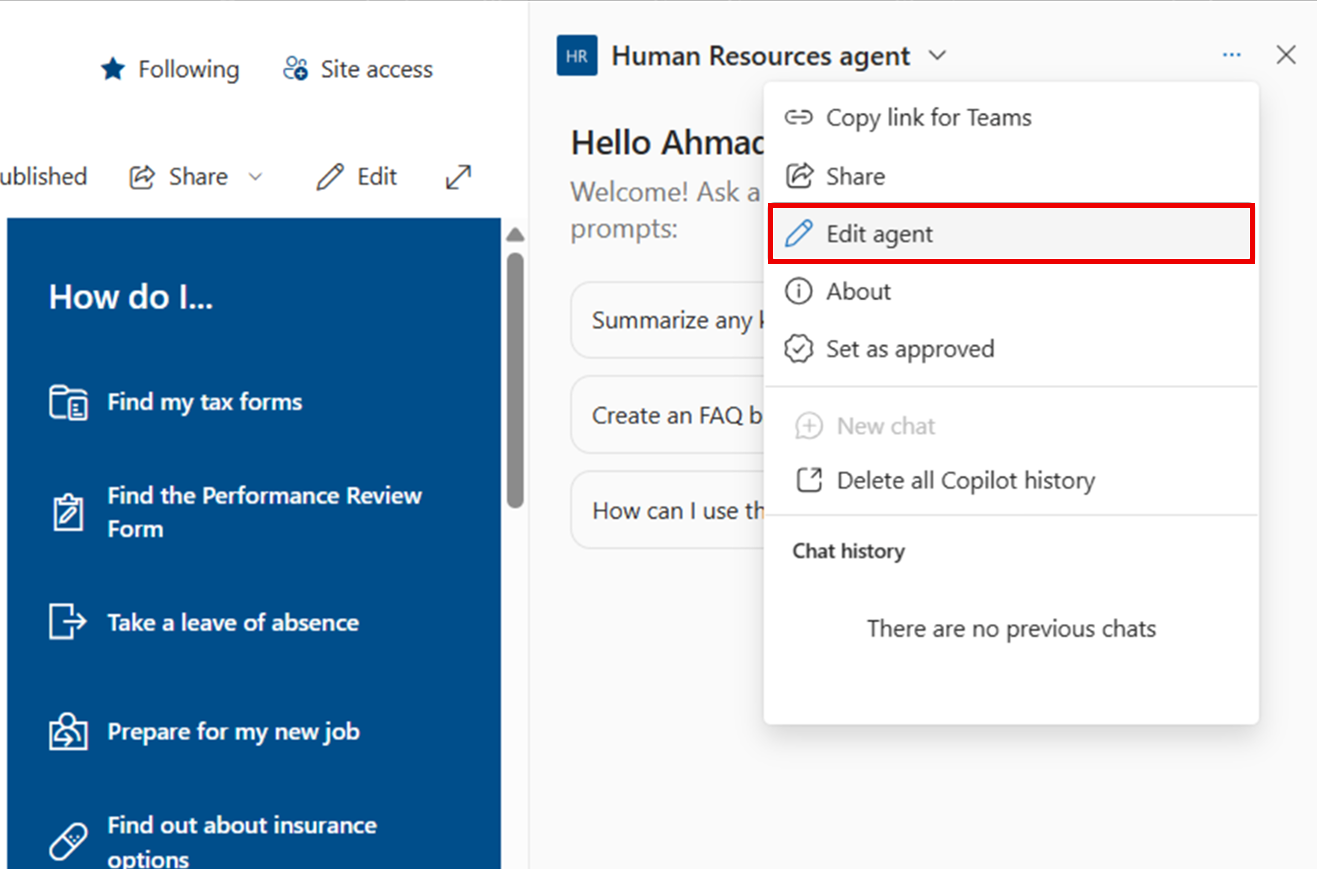 Following
Site access
Share
Edit
How do I...
Find my tax forms
Find the Performance Review
Form
Take a leave of absence
Prepare for my new job
Find out about insurance
options
HR
Human Resources agent
Hello
Welcome! Ask a
prompts:
Summarize any
Create an FAQ
How can I use
Copy link for Teams
Share
Edit agent
About
Set as approved
New chat
Delete all Copilot history
Chat history
There are no previous chats